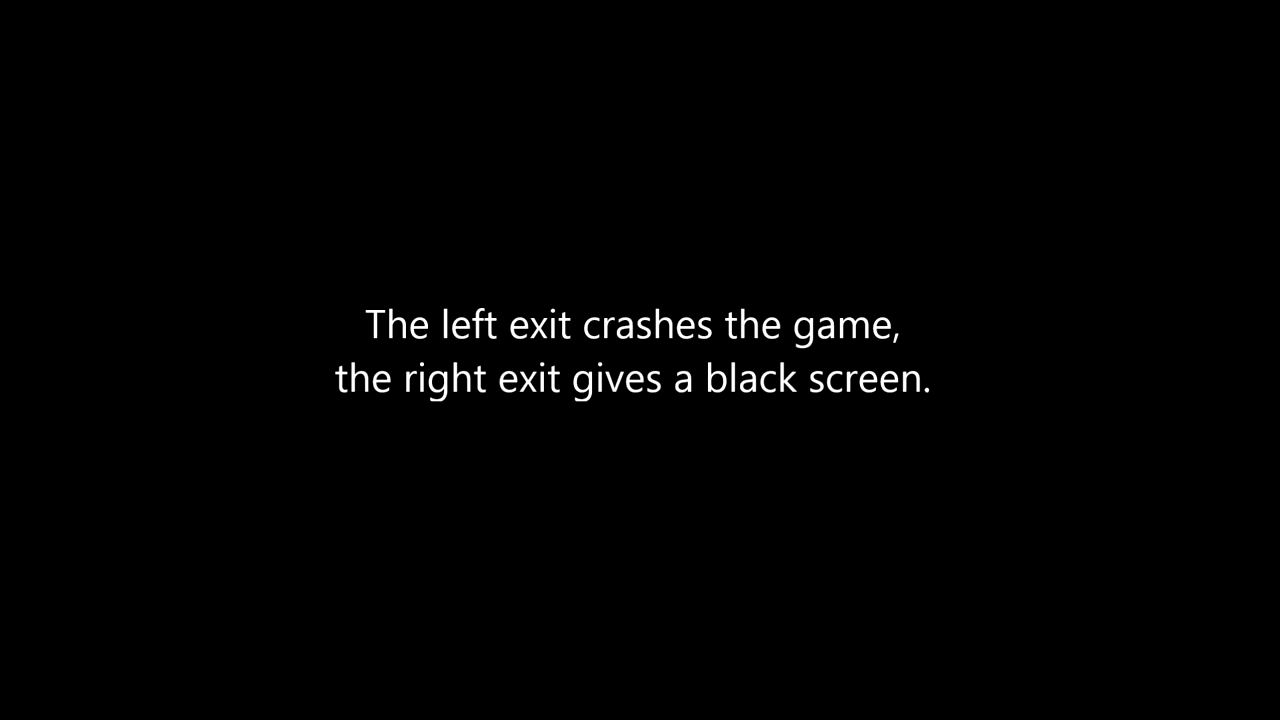 The left exit crashes the game,
the right exit gives a black screen.